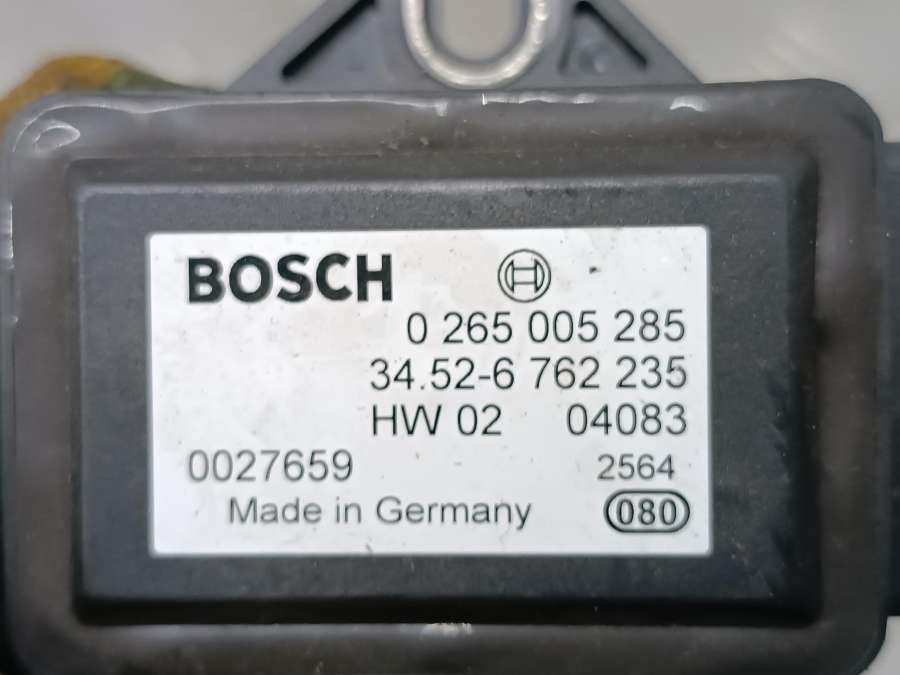 BOSCH
0 265 005 285
34.52-6 762 235
HW 02 04083
0027659 2564
Made in Germany 080